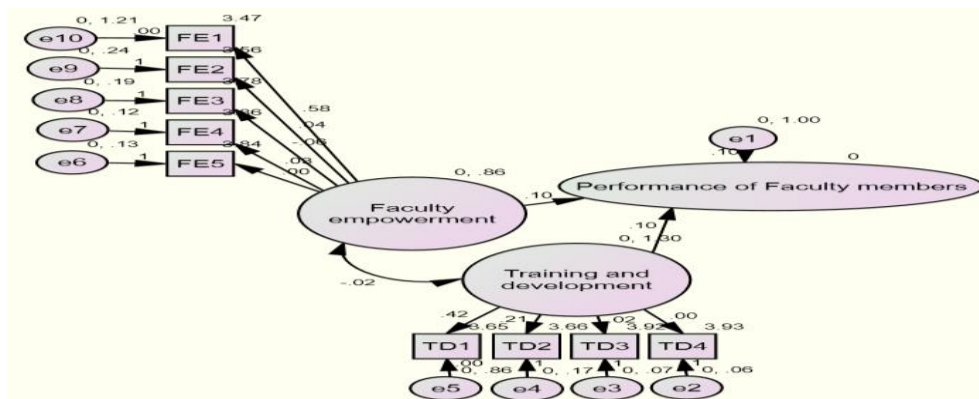 0, 1.21
3.47
e10
.00
FE1
0, .24
3.56
e9
1
FE2
0, .19
3.78
e8
1
FE3
0, .12
3.86
e7
1
FE4
0, .13
3.84
e6
1
FE5
.58
.04
-.06
.00
0, .86
Faculty
empowerment
.10
0, 1.00
e1
.10
0
Performance of Faculty members
.10
0, 1.30
Training and
development
-.02
.42
.21
.02
.00
3.65
3.66
3.92
3.93
TD1
TD2
TD3
TD4
.00
1
1
1
0, .86
0, .17
0, .07
0, .06
e5
e4
e3
e2